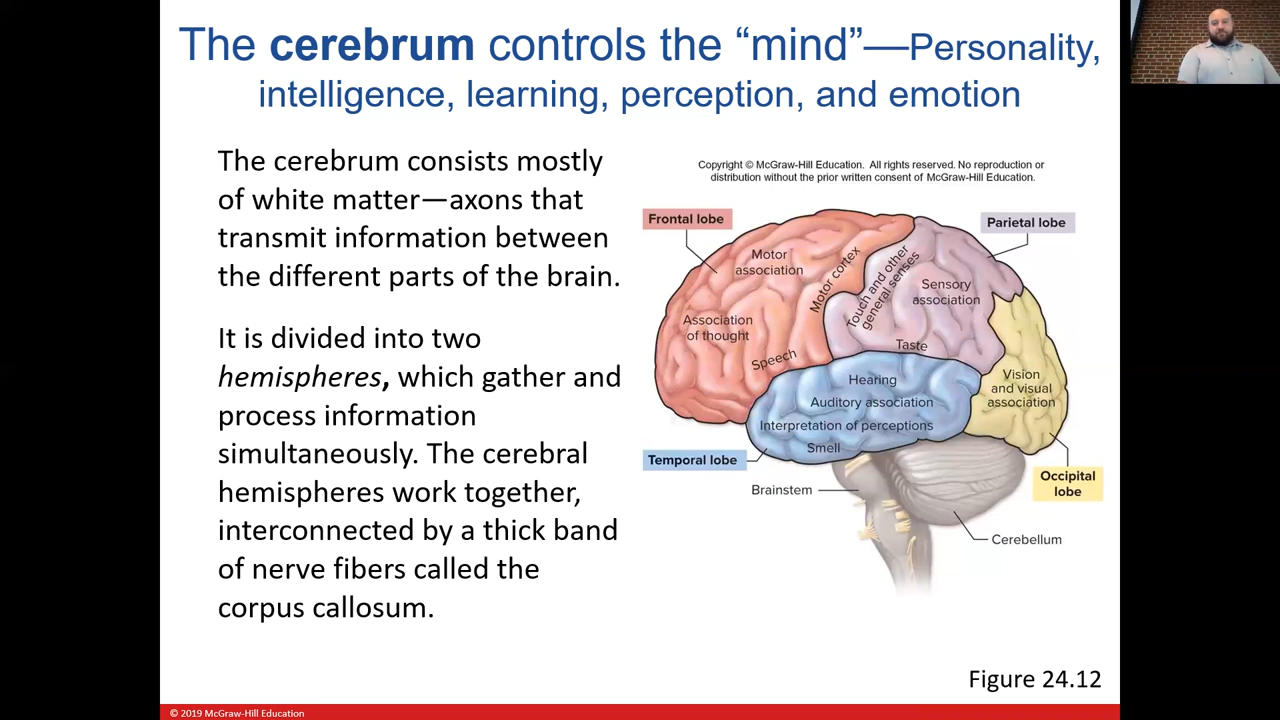 The cerebrum controls the “mind”—Personality,
intelligence, learning, perception, and emotion
The cerebrum consists mostly
of white matter—axons that
transmit information between
the different parts of the brain.
It is divided into two
hemispheres, which gather and
process information
simultaneously. The cerebral
hemispheres work together,
interconnected by a thick band
of nerve fibers called the
corpus callosum.
Copyright © McGraw-Hill Education. All rights reserved. No reproduction or
distribution without the prior written consent of McGraw-Hill Education.
Frontal lobe
Parietal lobe
Motor
association
Motor cortex
Touch and other
general senses
Sensory
association
Association
of thought
Speech
Taste
Hearing
Auditory association
Interpretation of perceptions
Smell
Vision
and visual
association
Temporal lobe
Occipital
lobe
Brainstem
Cerebellum
Figure 24.12
© 2019 McGraw-Hill Education